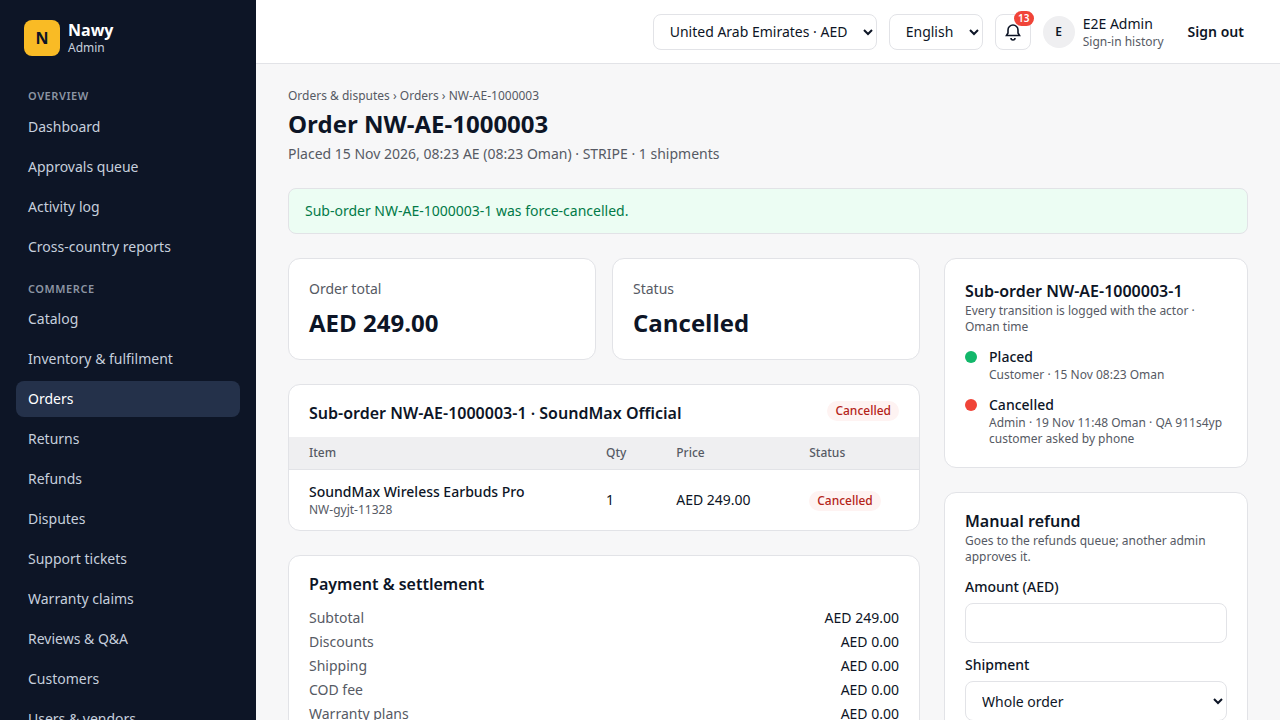 N
Nawy
Admin
OVERVIEW
Dashboard
Approvals queue
Activity log
Cross-country reports
COMMERCE
Catalog
Inventory & fulfilment
Orders
Returns
Refunds
Disputes
Support tickets
Warranty claims
Reviews & Q&A
Customers
Users & vendors
United Arab Emirates · AED
English
13
E
E2E Admin
Sign-in history
Sign out
Orders & disputes › Orders › NW-AE-1000003
Order NW-AE-1000003
Placed 15 Nov 2026, 08:23 AE (08:23 Oman) · STRIPE · 1 shipments
Sub-order NW-AE-1000003-1 was force-cancelled.
Order total
AED 249.00
Status
Cancelled
Sub-order NW-AE-1000003-1 · SoundMax Official
Cancelled
Item Qty Price Status
SoundMax Wireless Earbuds Pro 1 AED 249.00 Cancelled
NW-gyjt-11328
Payment & settlement
Subtotal AED 249.00
Discounts AED 0.00
Shipping AED 0.00
COD fee AED 0.00
Warranty plans AED 0.00
Sub-order NW-AE-1000003-1
Every transition is logged with the actor ·
Oman time
Placed
Customer · 15 Nov 08:23 Oman
Cancelled
Admin · 19 Nov 11:48 Oman · QA 911s4yp
customer asked by phone
Manual refund
Goes to the refunds queue; another admin
approves it.
Amount (AED)
Shipment
Whole order